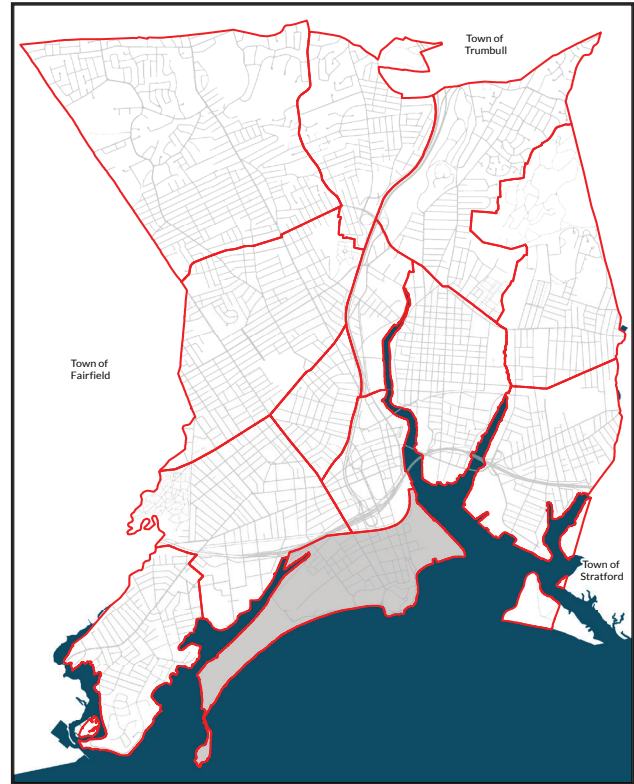 Town of
Trumbull
Town of
Fairfield
Town of
Stratford